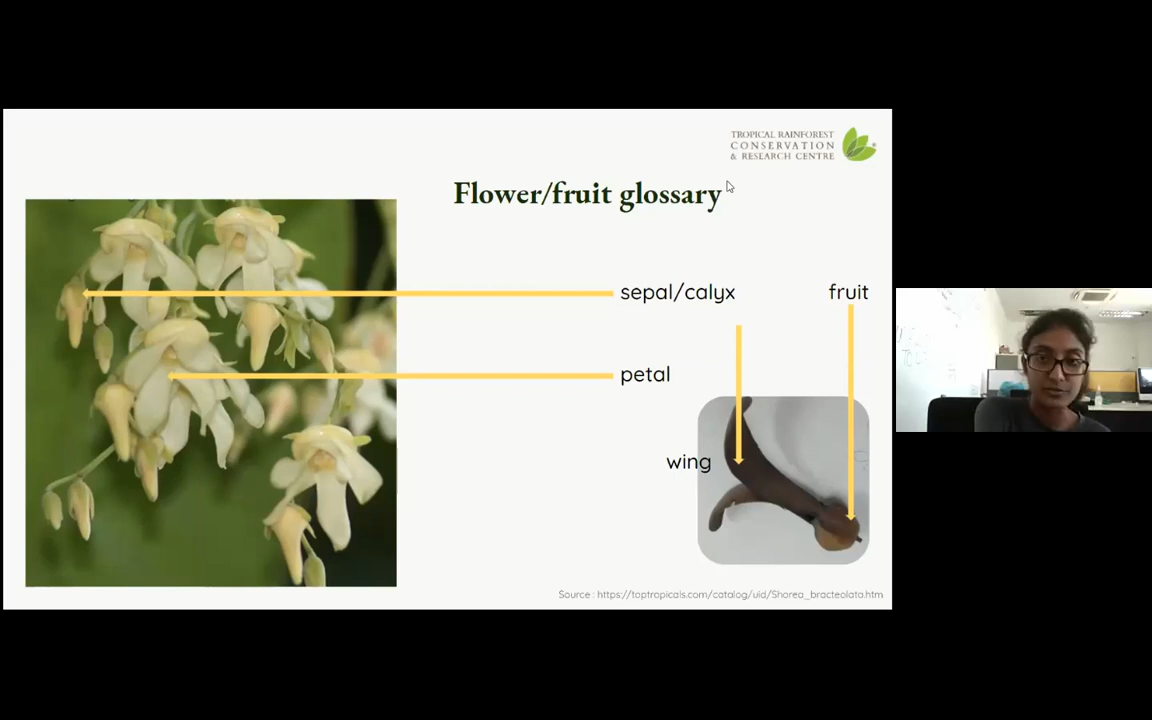 TROPICAL RAINFOREST
CONSERVATION
& RESEARCH CENTRE
Flower/fruit glossary
sepal/calyx
fruit
petal
wing
Source : https://toptropicals.com/catalog/uid/Shorea_bracteolata.htm